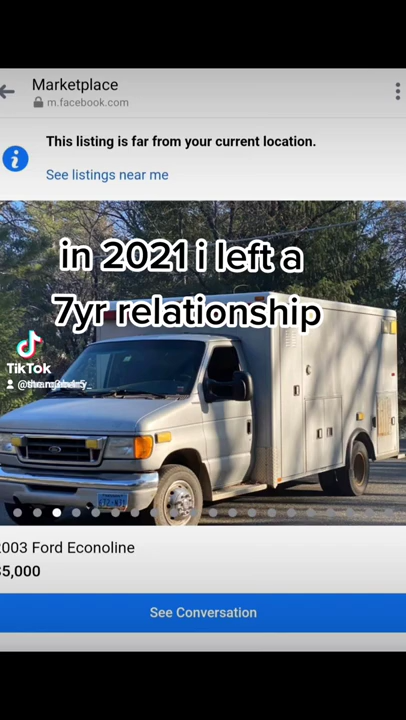 Marketplace
m.facebook.com
This listing is far from your current location.
See listings near me
in 2021 i left a
7yr relationship
TikTok
2003 Ford Econoline
$5,000
See Conversation